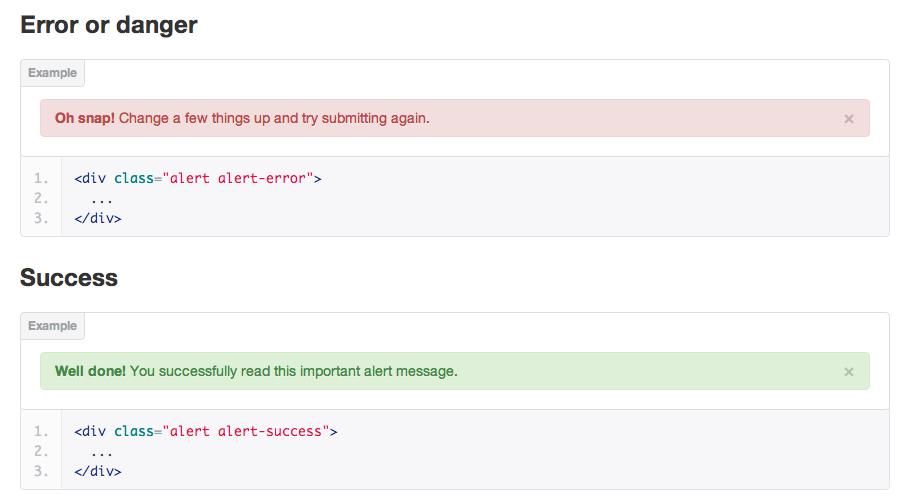 Error or danger
Example
Oh snap! Change a few things up and try submitting again. ×
1. <div class="alert alert-error">
2.   ...
3. </div>
Success
Example
Well done! You successfully read this important alert message. ×
1. <div class="alert alert-success">
2.   ...
3. </div>